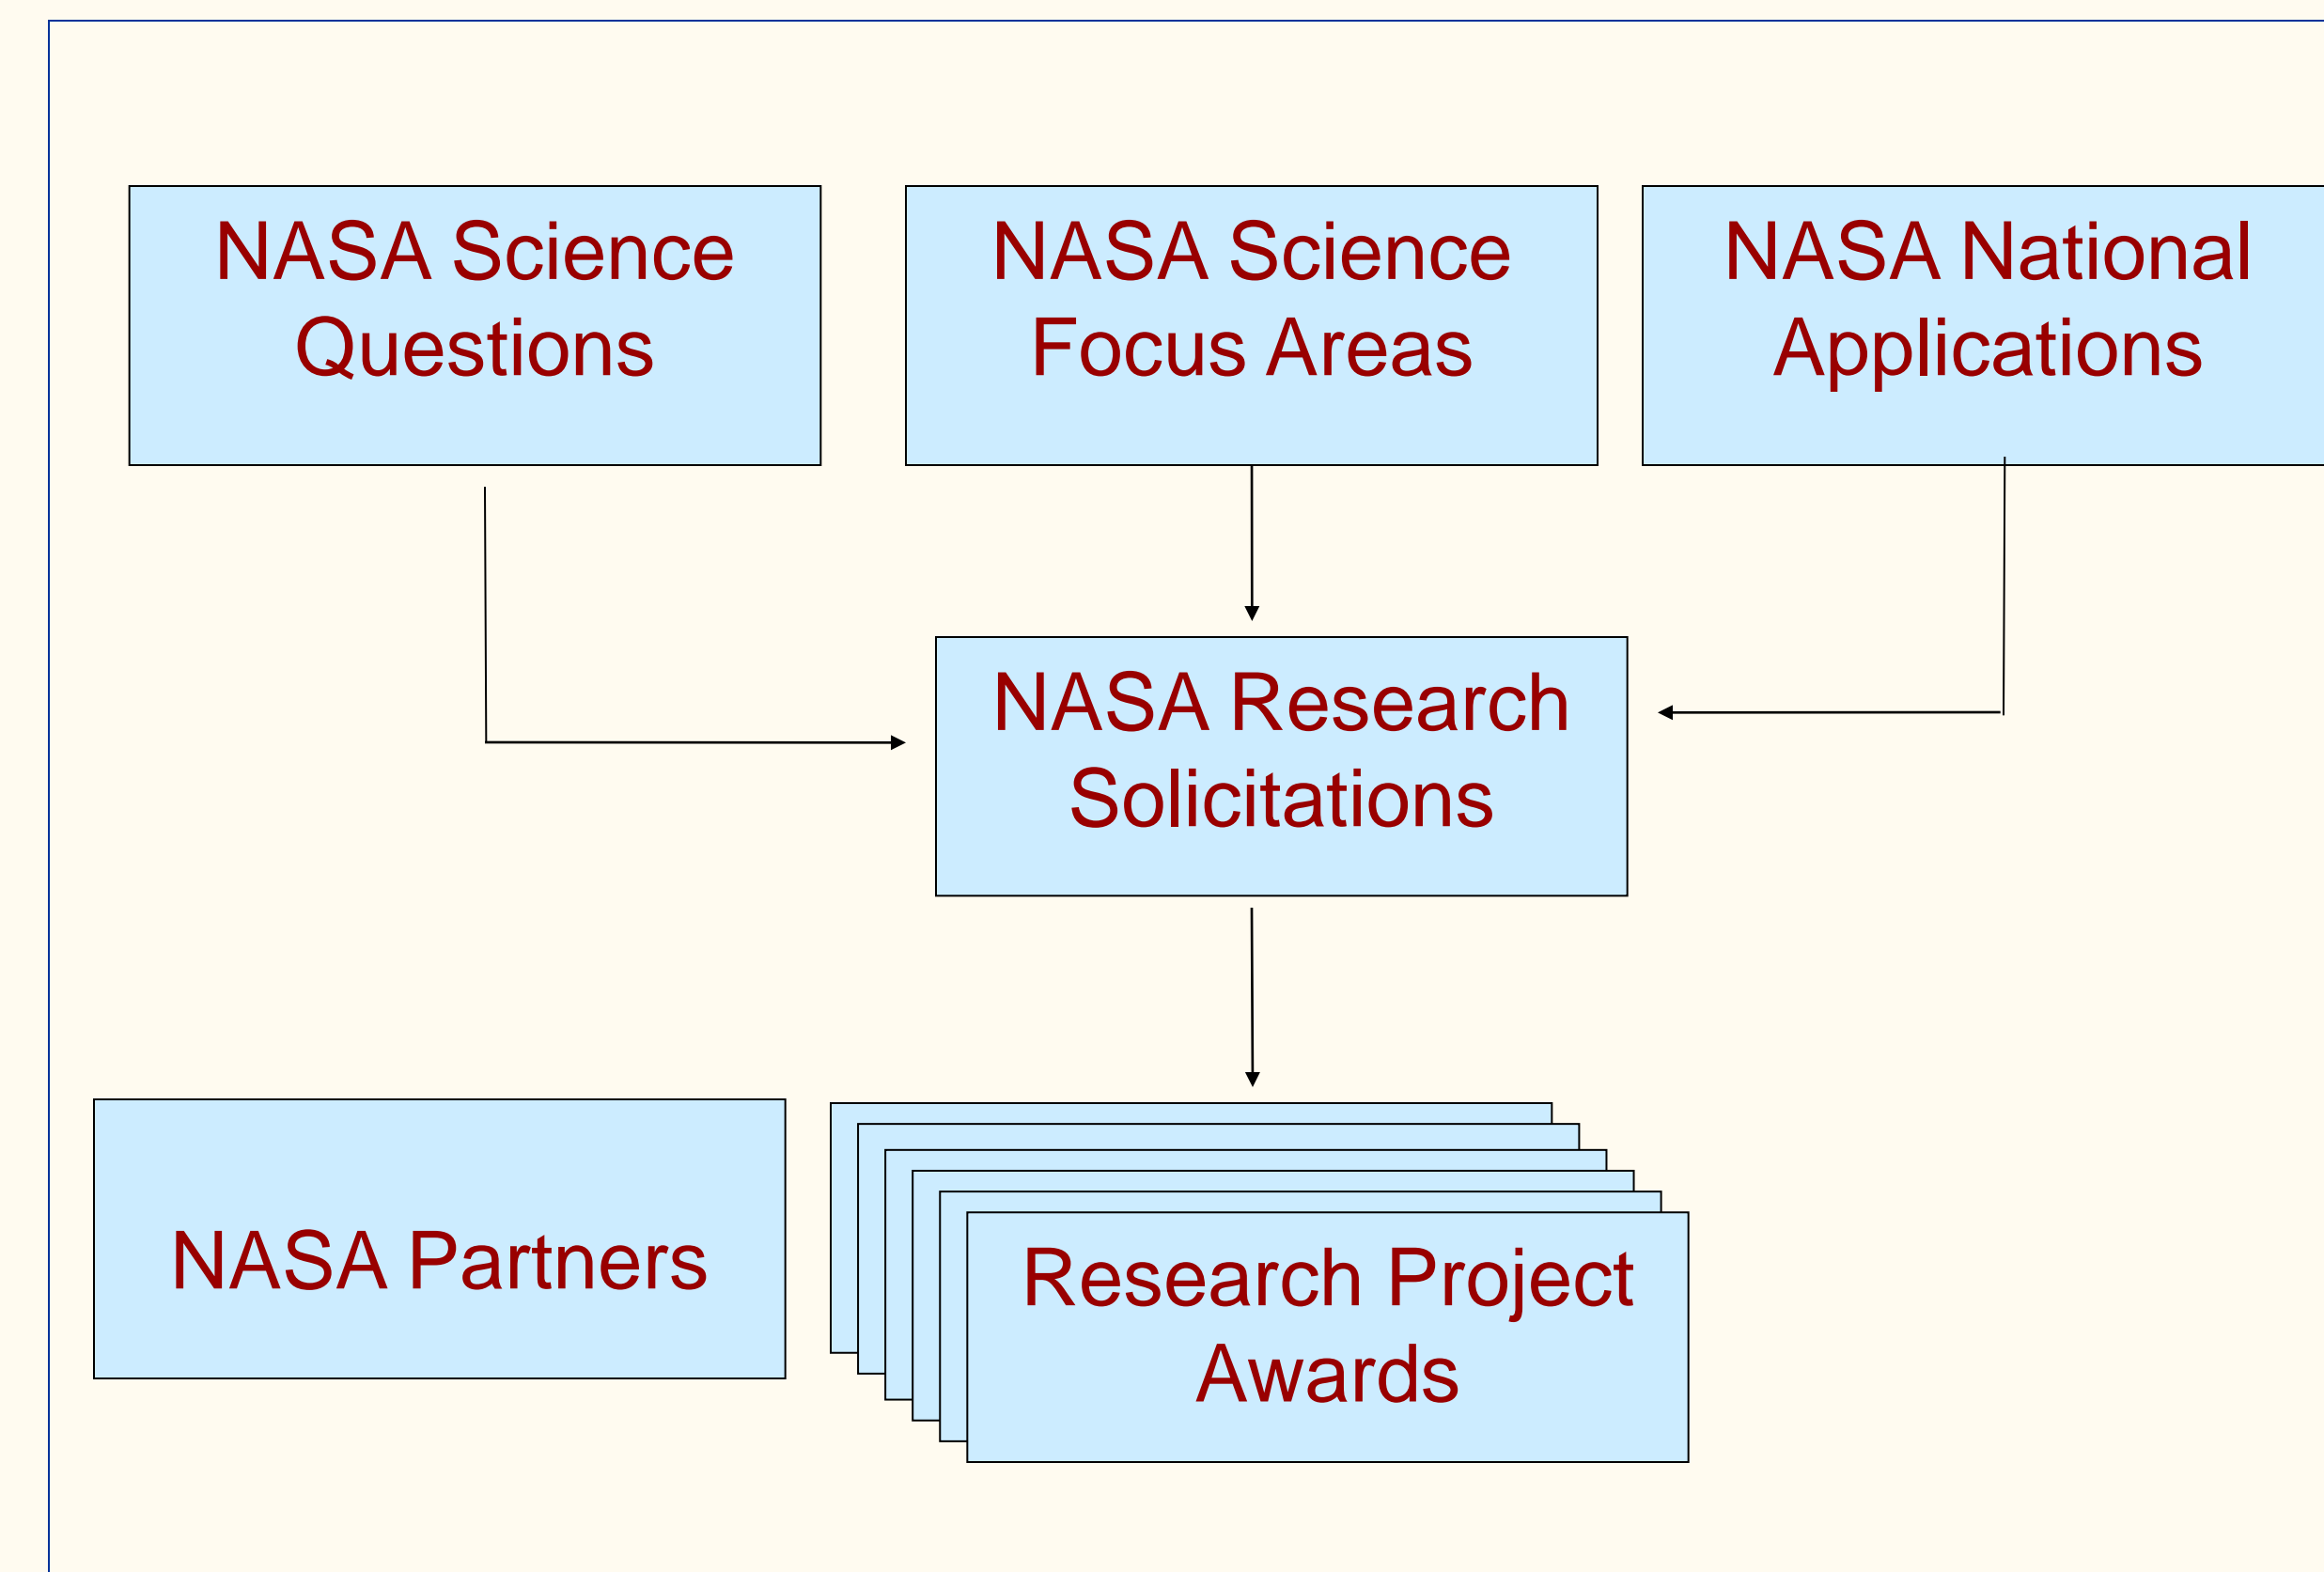 NASA Science
Questions
NASA Science
Focus Areas
NASA National
Applications
NASA Research
Solicitations
NASA Partners
Research Project
Awards